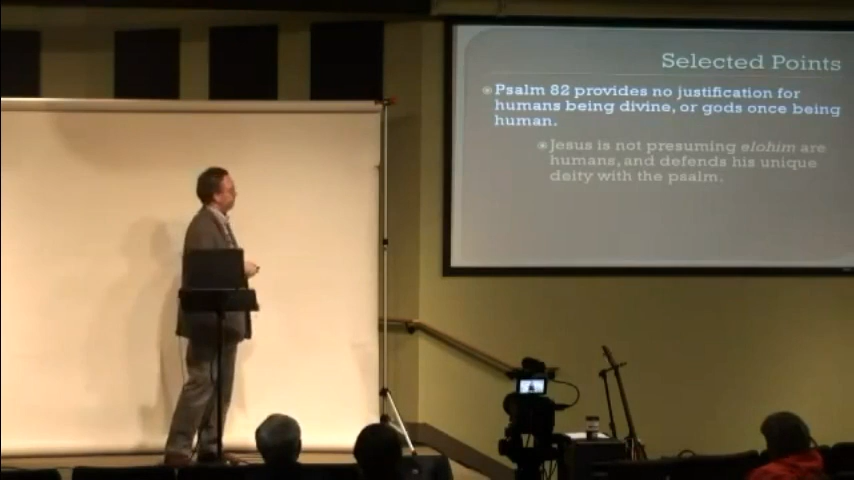 Selected Points
Psalm 82 provides no justification for
humans being divine, or gods once being
human.
Jesus is not presuming elohim are
humans, and defends his unique
deity with the psalm.